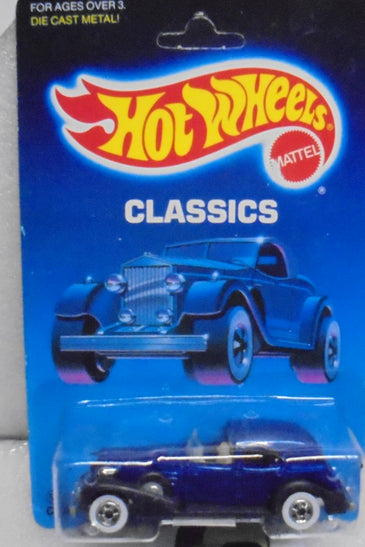 FOR AGES OVER 3.
DIE CAST METAL!
Hot Wheels®
MATTEL
®
CLASSICS